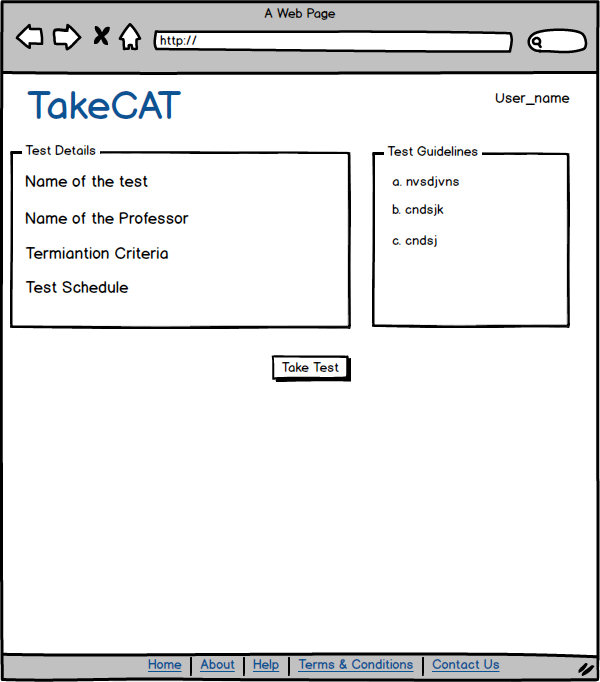 A Web Page
http://
TakeCAT
User_name
Test Details
Name of the test
Name of the Professor
Termiantion Criteria
Test Schedule
Test Guidelines
a. nvsdjvns
b. cndsjk
c. cndsj
Take Test
Home About Help Terms & Conditions Contact Us